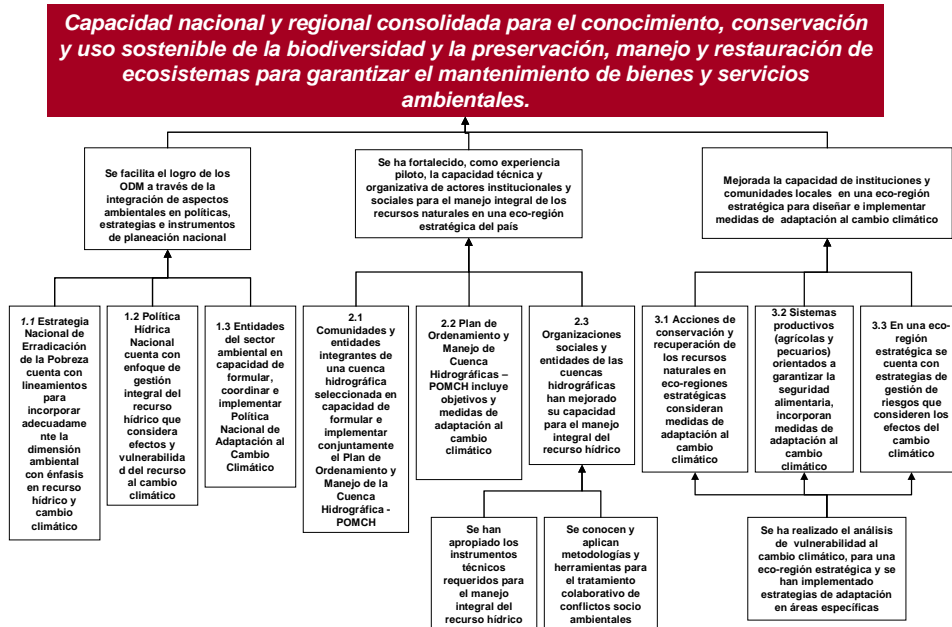 Capacidad nacional y regional consolidada para el conocimiento, conservación
y uso sostenible de la biodiversidad y la preservación, manejo y restauración de
ecosistemas para garantizar el mantenimiento de bienes y servicios
ambientales.
Se facilita el logro de los
ODM a través de la
integración de aspectos
ambientales en políticas,
estrategias e instrumentos
de planeación nacional
Se ha fortalecido, como experiencia
piloto, la capacidad técnica y
organizativa de actores institucionales y
sociales para el manejo integral de los
recursos naturales en una eco-región
estratégica del país
Mejorada la capacidad de instituciones y
comunidades locales en una eco-región
estratégica para diseñar e implementar
medidas de adaptación al cambio climático
1.1 Estrategia
Nacional de
Erradicación
de la Pobreza
cuenta con
lineamientos
para
incorporar
adecuadame
nte la
dimensión
ambiental
con énfasis
en recurso
hídrico y
cambio
climático
1.2 Política
Hídrica
Nacional
cuenta con
enfoque de
gestión
integral del
recurso
hídrico que
considera
efectos y
vulnerabilida
d del recurso
al cambio
climático
1.3 Entidades
del sector
ambiental en
capacidad de
formular,
coordinar e
implementar
Política
Nacional de
Adaptación al
Cambio
Climático
2.1
Comunidades y
entidades
integrantes de
una cuenca
hidrográfica
seleccionada en
capacidad de
formular e
implementar
conjuntamente
el Plan de
Ordenamiento y
Manejo de la
Cuenca
Hidrográfica -
POMCH
2.2 Plan de
Ordenamiento y
Manejo de
Cuenca
Hidrográficas –
POMCH incluye
objetivos y
medidas de
adaptación al
cambio
climático
2.3
Organizaciones
sociales y
entidades de las
cuencas
hidrográficas
han mejorado
su capacidad
para el manejo
integral del
recurso hídrico
3.1 Acciones de
conservación y
recuperación de
los recursos
naturales en
eco-regiones
estratégicas
consideran
medidas de
adaptación al
cambio
climático
3.2 Sistemas
productivos
(agrícolas y
pecuarios)
orientados a
garantizar la
seguridad
alimentaria,
incorporan
medidas de
adaptación al
cambio
climático
3.3 En una eco-
región
estratégica se
cuenta con
estrategias de
gestión de
riesgos que
consideren los
efectos del
cambio
climático
Se han
apropiado los
instrumentos
técnicos
requeridos para
el manejo
integral del
recurso hídrico
Se conocen y
aplican
metodologías y
herramientas para
el tratamiento
colaborativo de
conflictos socio
ambientales
Se ha realizado el análisis
de vulnerabilidad al
cambio climático, para una
eco-región estratégica y se
han implementado
estrategias de adaptación
en áreas específicas